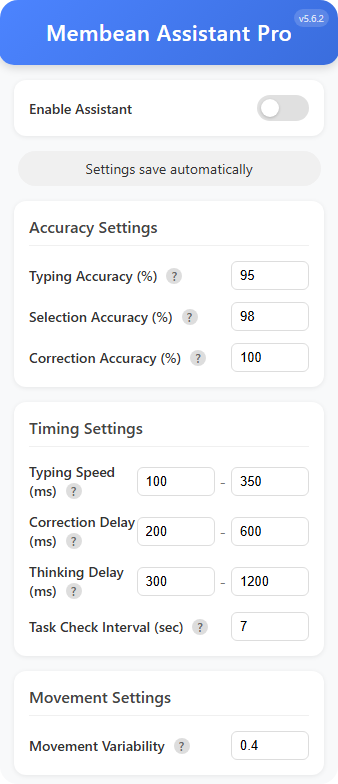 Membean Assistant Pro
v5.6.2
Enable Assistant
Settings save automatically
Accuracy Settings
Typing Accuracy (%) ? 95
Selection Accuracy (%) ? 98
Correction Accuracy (%) ? 100
Timing Settings
Typing Speed
(ms) ? 100 - 350
Correction Delay
(ms) ? 200 - 600
Thinking Delay
(ms) ? 300 - 1200
Task Check Interval (sec) ? 7
Movement Settings
Movement Variability ? 0.4